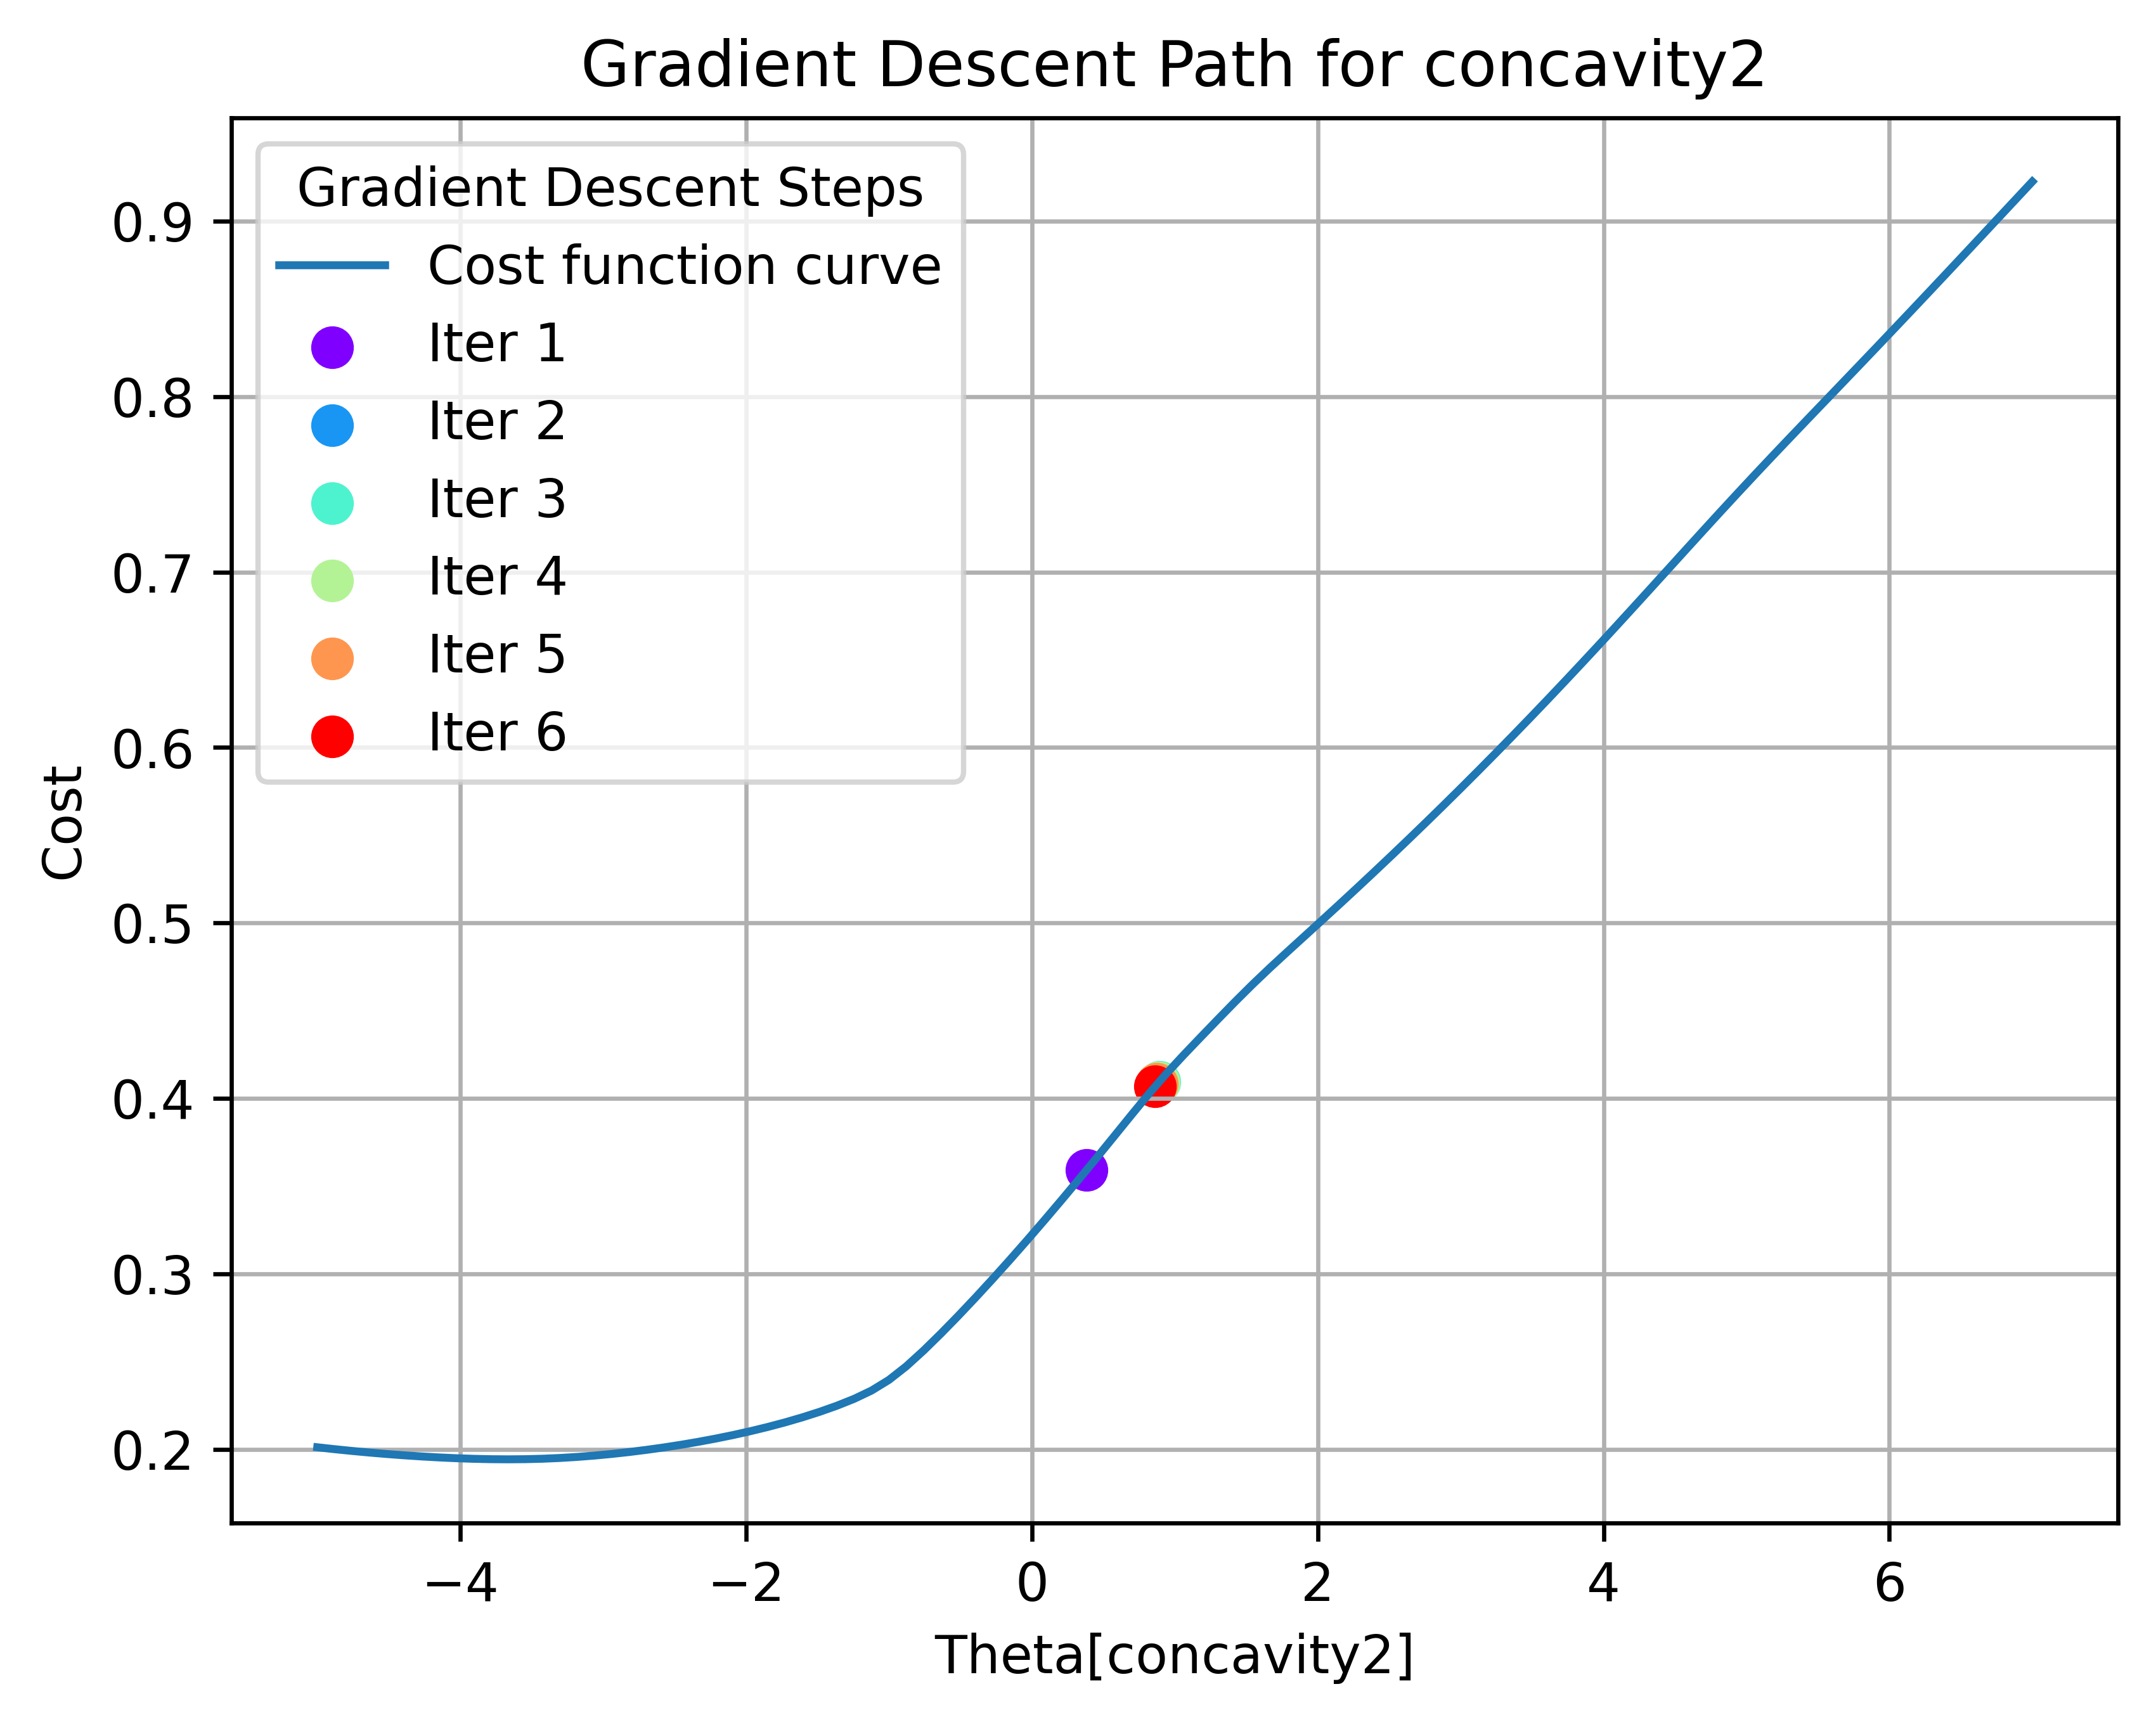 Gradient Descent Path for concavity2
Gradient Descent Steps
Cost function curve
Iter 1
Iter 2
Iter 3
Iter 4
Iter 5
Iter 6
0.9
0.8
0.7
0.6
0.5
0.4
0.3
0.2
Cost
−4 −2 0 2 4 6
Theta[concavity2]